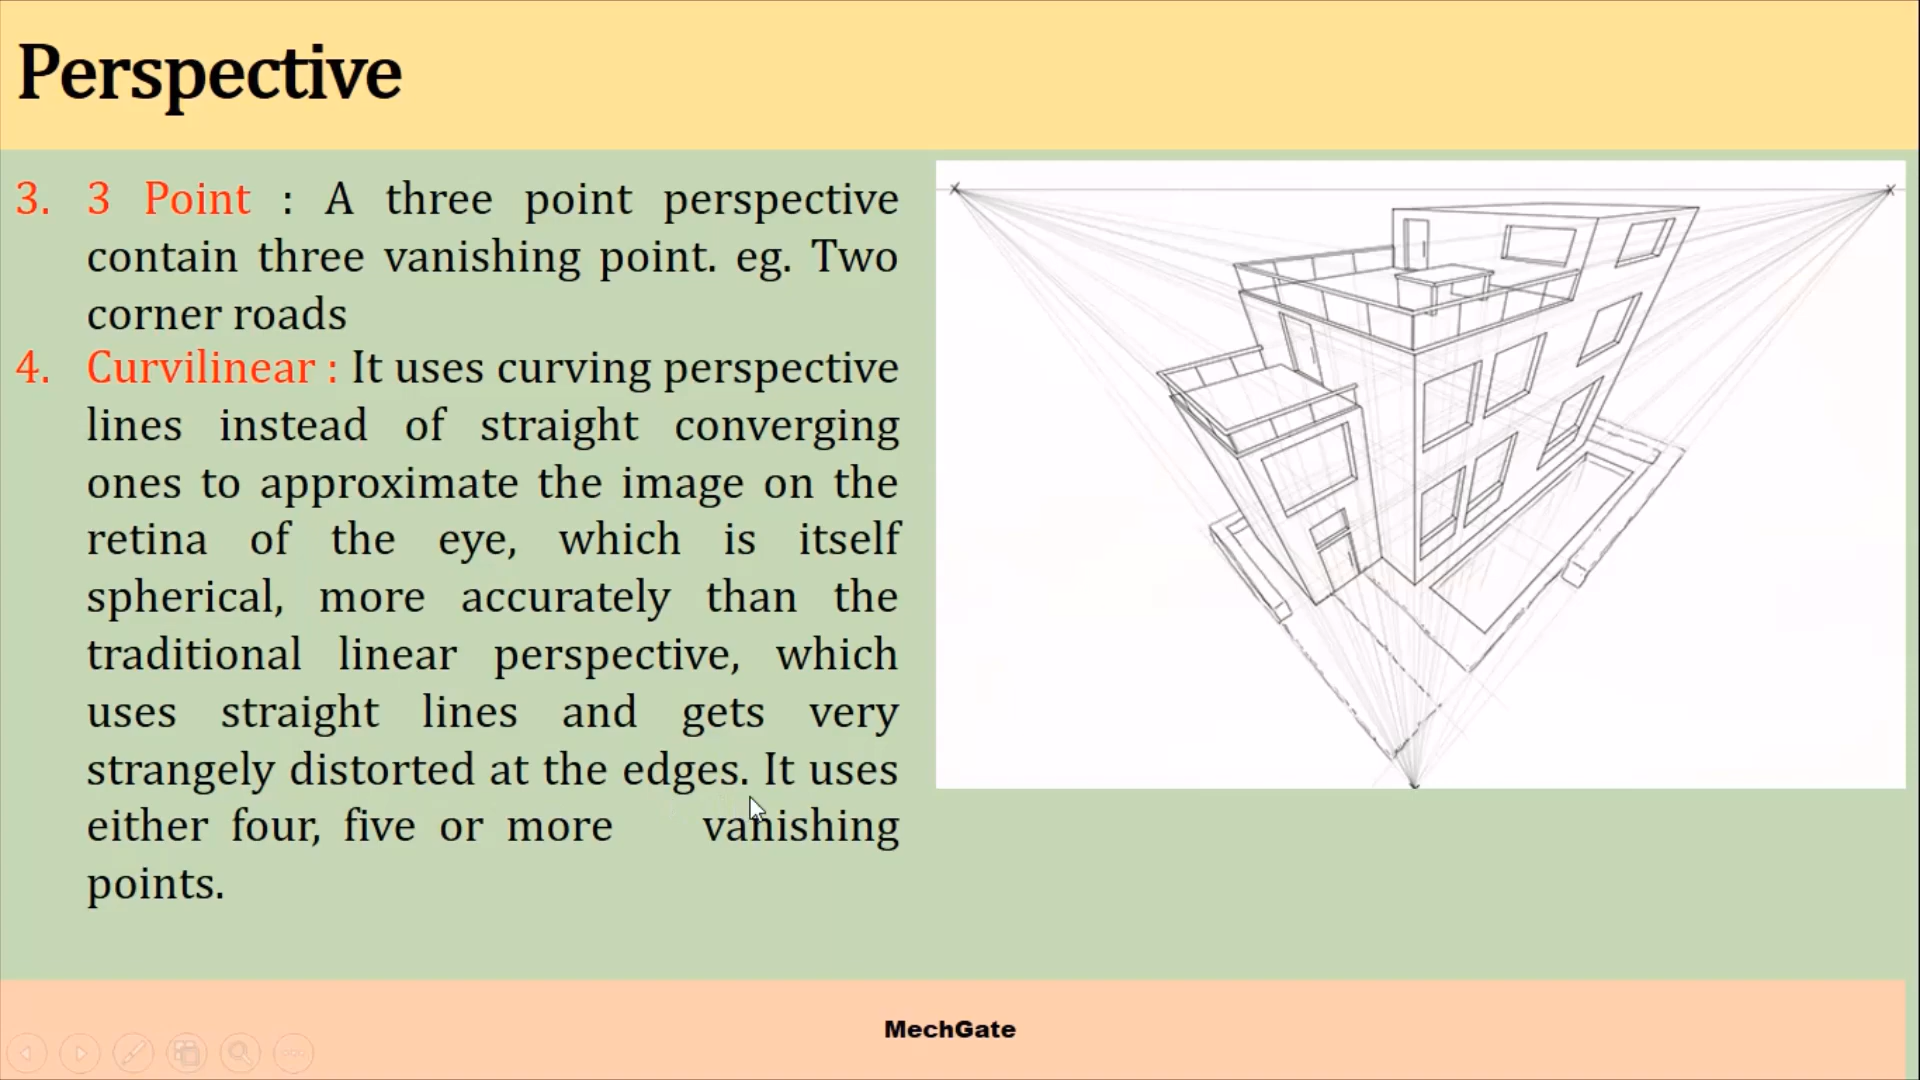 Perspective
3. 3 Point : A three point perspective
contain three vanishing point. eg. Two
corner roads
4. Curvilinear : It uses curving perspective
lines instead of straight converging
ones to approximate the image on the
retina of the eye, which is itself
spherical, more accurately than the
traditional linear perspective, which
uses straight lines and gets very
strangely distorted at the edges. It uses
either four, five or more vanishing
points.
MechGate